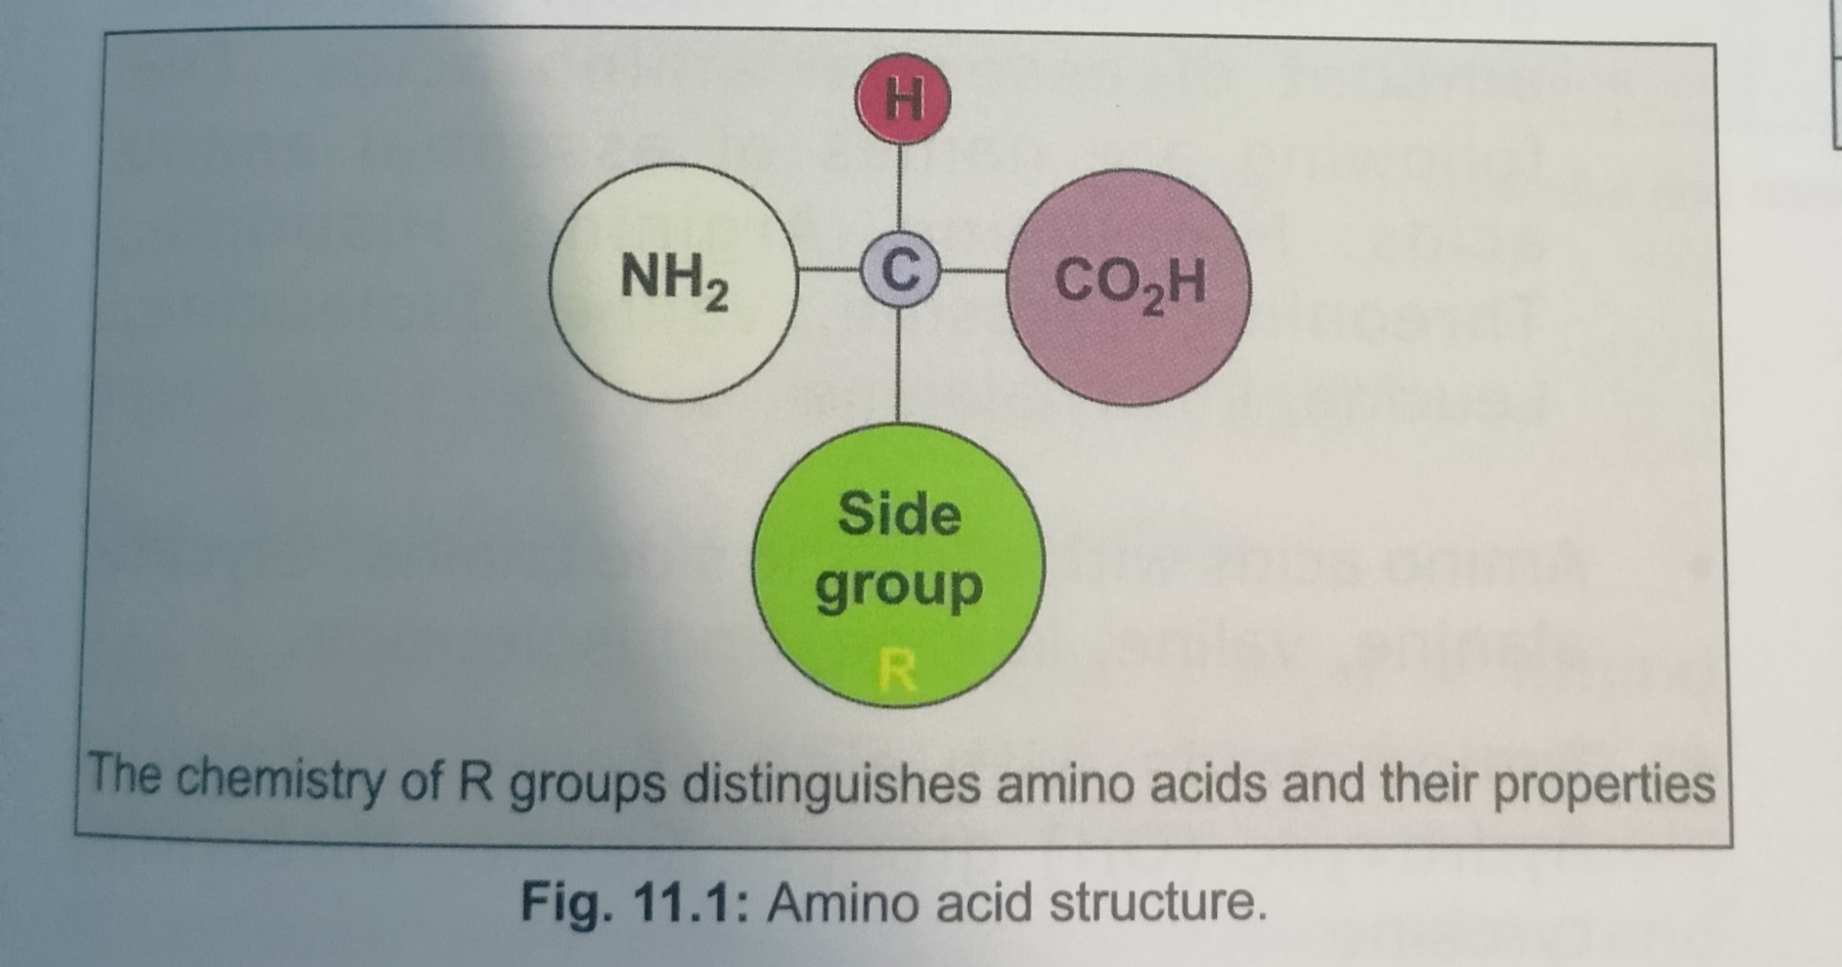 H
NH₂ C CO₂H
Side
group
R
The chemistry of R groups distinguishes amino acids and their properties
Fig. 11.1: Amino acid structure.